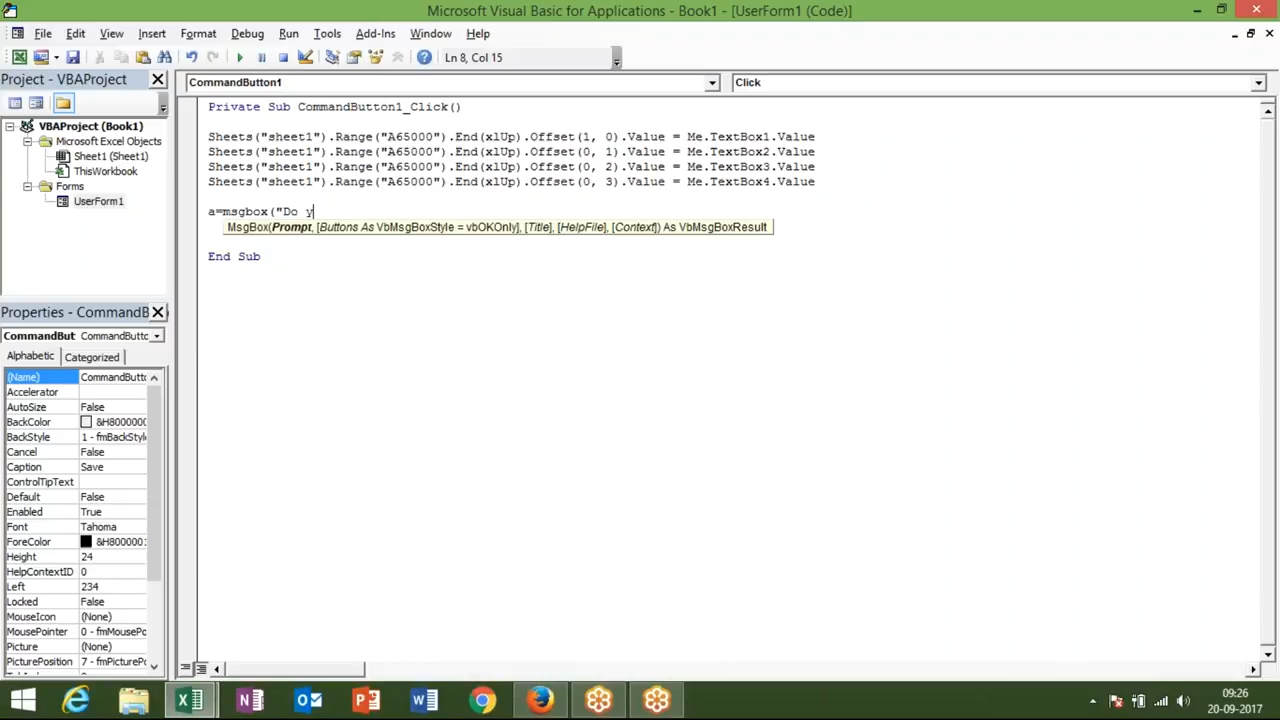 Microsoft Visual Basic for Applications - Book1 - [UserForm1 (Code)]
File Edit View Insert Format Debug Run Tools Add-Ins Window Help
Ln 8, Col 15
Project - VBAProject
CommandButton1
Click
VBAProject (Book1)
Microsoft Excel Objects
Sheet1 (Sheet1)
ThisWorkbook
Forms
UserForm1
Private Sub CommandButton1_Click()
Sheets("sheet1").Range("A65000").End(xlUp).Offset(1, 0).Value = Me.TextBox1.Value
Sheets("sheet1").Range("A65000").End(xlUp).Offset(0, 1).Value = Me.TextBox2.Value
Sheets("sheet1").Range("A65000").End(xlUp).Offset(0, 2).Value = Me.TextBox3.Value
Sheets("sheet1").Range("A65000").End(xlUp).Offset(0, 3).Value = Me.TextBox4.Value
a=msgbox("Do y
MsgBox(Prompt, [Buttons As VbMsgBoxStyle = vbOKOnly], [Title], [HelpFile], [Context]) As VbMsgBoxResult
End Sub
Properties - CommandB
CommandBut CommandButto
Alphabetic Categorized
(Name) CommandButto
Accelerator
AutoSize False
BackColor &H8000000
BackStyle 1 - fmBackStyle
Cancel False
Caption Save
ControlTipText
Default False
Enabled True
Font Tahoma
ForeColor &H8000001
Height 24
HelpContextID 0
Left 234
Locked False
MouseIcon (None)
MousePointer 0 - fmMousePo
Picture (None)
PicturePosition 7 - fmPicturePo
09:26
20-09-2017